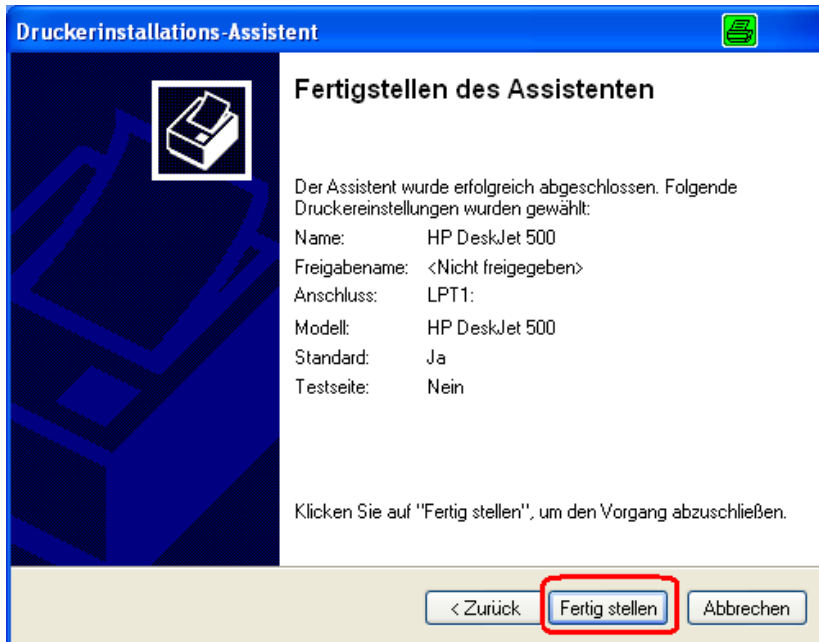 Druckerinstallations-Assistent
Fertigstellen des Assistenten
Der Assistent wurde erfolgreich abgeschlossen. Folgende
Druckereinstellungen wurden gewählt:
Name: HP DeskJet 500
Freigabename: <Nicht freigegeben>
Anschluss: LPT1:
Modell: HP DeskJet 500
Standard: Ja
Testseite: Nein
Klicken Sie auf "Fertig stellen", um den Vorgang abzuschließen.
< Zurück Fertig stellen Abbrechen